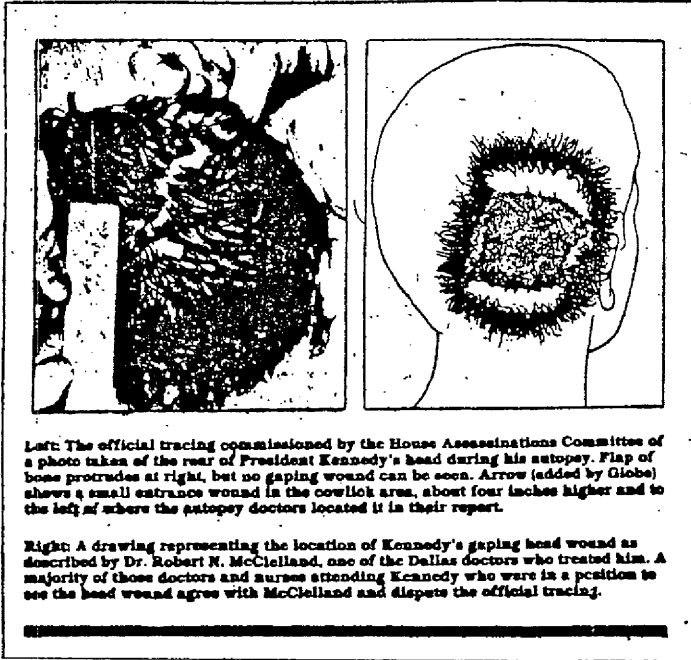 Left: The official tracing commissioned by the House Assassinations Committee of
a photo taken of the rear of President Kennedy's head during his autopsy. Flap of
bone protrudes at right, but no gaping wound can be seen. Arrow (added by Globe)
shows a small entrance wound in the cowlick area, about four inches higher and to
the left of where the autopsy doctors located it in their report.
Right: A drawing representing the location of Kennedy's gaping head wound as
described by Dr. Robert N. McClelland, one of the Dallas doctors who treated him. A
majority of those doctors and nurses attending Kennedy who were in a position to
see the head wound agree with McClelland and dispute the official tracing.